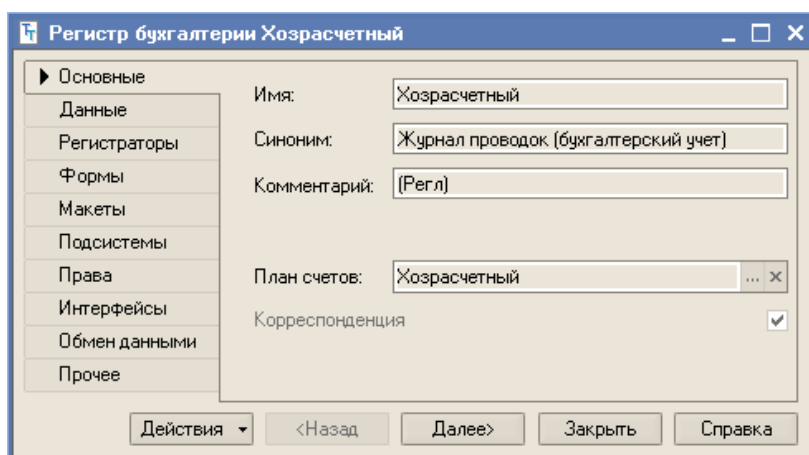 Регистр бухгалтерии Хозрасчетный
Основные
Данные
Регистраторы
Формы
Макеты
Подсистемы
Права
Интерфейсы
Обмен данными
Прочее
Имя: Хозрасчетный
Синоним: Журнал проводок (бухгалтерский учет)
Комментарий: (Регл)
План счетов: Хозрасчетный ...
Корреспонденция
Действия <Назад Далее> Закрыть Справка